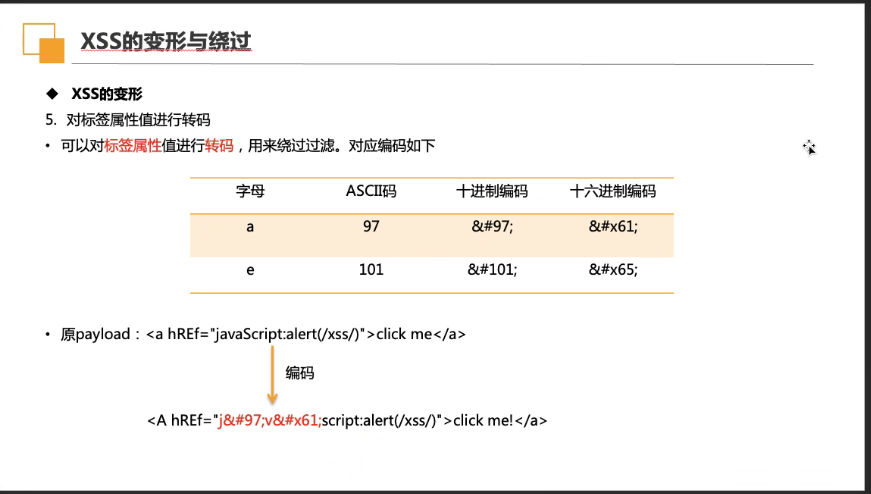 XSS的变形与绕过
◆ XSS的变形
5. 对标签属性值进行转码
• 可以对标签属性值进行转码，用来绕过过滤。对应编码如下
字母 ASCII码 十进制编码 十六进制编码
a 97 &#97; &#x61;
e 101 &#101; &#x65;
• 原payload：<a hREf="javaScript:alert(/xss/)">click me</a>
编码
<A hREf="j&#97;v&#x61;script:alert(/xss/)">click me!</a>